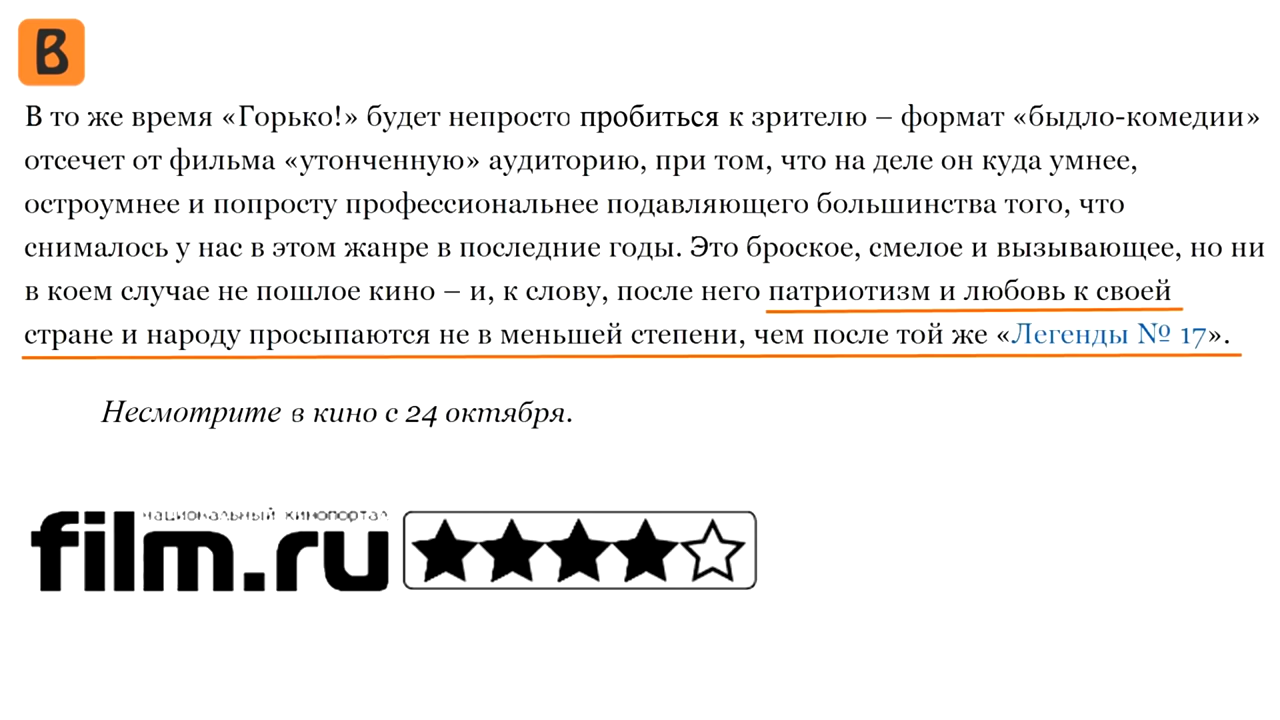 В
В то же время «Горько!» будет непросто пробиться к зрителю – формат «быдло-комедии»
отсечет от фильма «утонченную» аудиторию, при том, что на деле он куда умнее,
остроумнее и попросту профессиональнее подавляющего большинства того, что
снималось у нас в этом жанре в последние годы. Это броское, смелое и вызывающее, но ни
в коем случае не пошлое кино – и, к слову, после него патриотизм и любовь к своей
стране и народу просыпаются не в меньшей степени, чем после той же «Легенды № 17».
Несмотрите в кино с 24 октября.
национальный кинопортал
film.ru